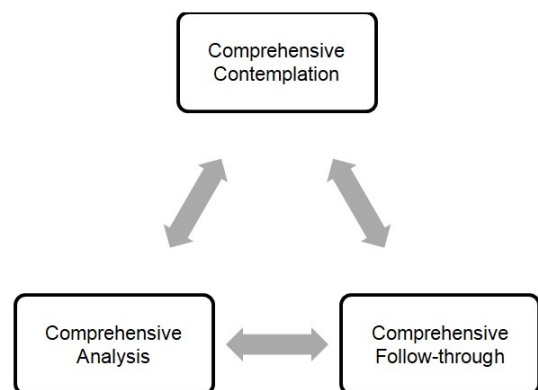 Comprehensive
Contemplation
Comprehensive
Analysis
Comprehensive
Follow-through